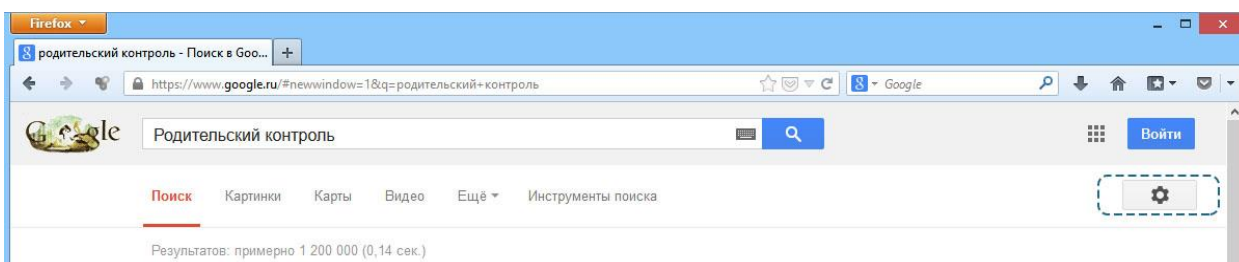 Firefox
родительский контроль - Поиск в Goo... +
https://www.google.ru/#newwindow=1&q=родительский+контроль Google
Google Родительский контроль Войти
Поиск Картинки Карты Видео Ещё Инструменты поиска
Результатов: примерно 1 200 000 (0,14 сек.)